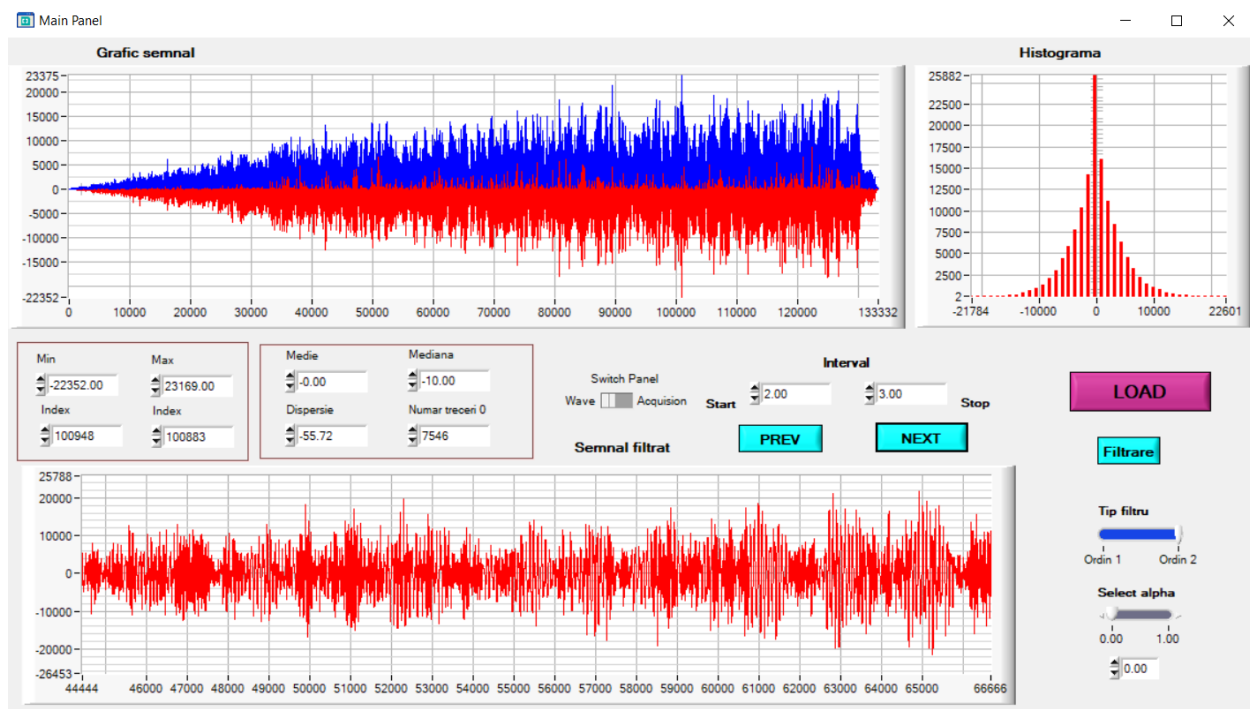 Main Panel
Grafic semnal
23375
20000
15000
10000
5000
0
-5000
-10000
-15000
-22352
0 10000 20000 30000 40000 50000 60000 70000 80000 90000 100000 110000 120000 133332
Histograma
25882
22500
20000
17500
15000
12500
10000
7500
5000
2500
2
-21784 -10000 0 10000 22601
Min Max
-22352.00 23169.00
Index Index
100948 100883
Medie Mediana
-0.00 -10.00
Dispersie Numar treceri 0
-55.72 7546
Switch Panel
Wave Acquision
Interval
Start 2.00 3.00 Stop
PREV NEXT
LOAD
Filtrare
Semnal filtrat
25788
20000
10000
0
-10000
-20000
-26453
44444 46000 47000 48000 49000 50000 51000 52000 53000 54000 55000 56000 57000 58000 59000 60000 61000 62000 63000 64000 65000 66666
Tip filtru
Ordin 1 Ordin 2
Select alpha
0.00 1.00
0.00